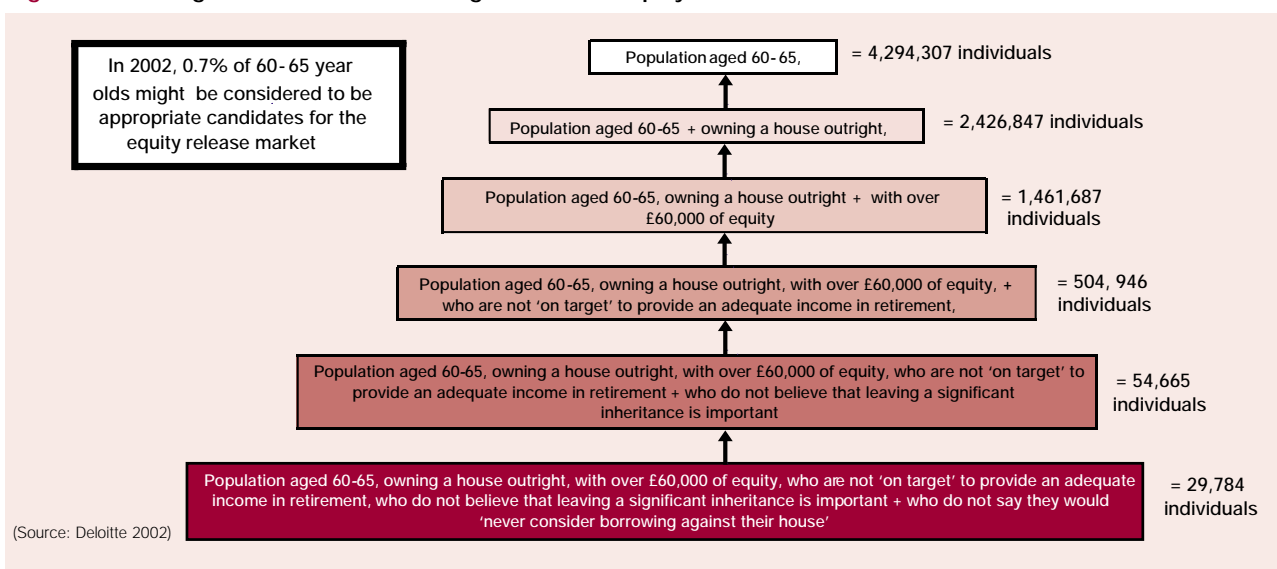 In 2002, 0.7% of 60-65 year
olds might be considered to be
appropriate candidates for the
equity release market
Population aged 60-65,
= 4,294,307 individuals
Population aged 60-65 + owning a house outright,
= 2,426,847 individuals
Population aged 60-65, owning a house outright + with over
£60,000 of equity
= 1,461,687
individuals
Population aged 60-65, owning a house outright, with over £60,000 of equity, +
who are not ‘on target’ to provide an adequate income in retirement,
= 504, 946
individuals
Population aged 60-65, owning a house outright, with over £60,000 of equity, who are not ‘on target’ to
provide an adequate income in retirement + who do not believe that leaving a significant
inheritance is important
= 54,665
individuals
Population aged 60-65, owning a house outright, with over £60,000 of equity, who are not ‘on target’ to provide an adequate
income in retirement, who do not believe that leaving a significant inheritance is important + who do not say they would
‘never consider borrowing against their house’
= 29,784
individuals
(Source: Deloitte 2002)